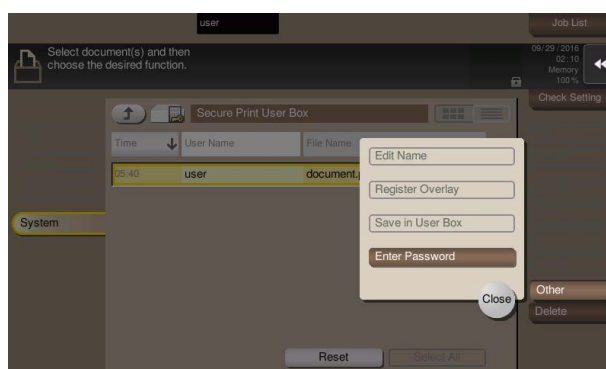 user
Job List
Select document(s) and then
choose the desired function.
09/29/2016
02:10
Memory
100%
Check Setting
Secure Print User Box
Time
User Name
File Name
05:40
user
Edit Name
Register Overlay
Save in User Box
Enter Password
Close
System
Other
Delete
Reset
Select All